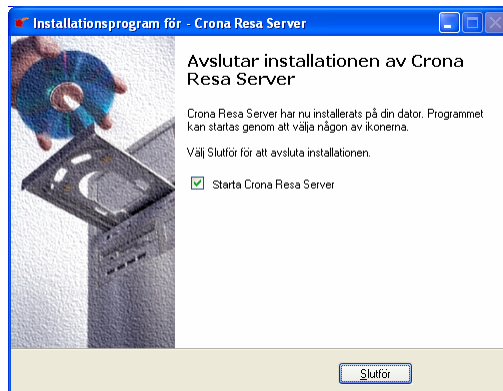 Installationsprogram för - Crona Resa Server
Avslutar installationen av Crona
Resa Server
Crona Resa Server har nu installerats på din dator. Programmet
kan startas genom att välja någon av ikonerna.
Välj Slutför för att avsluta installationen.
Starta Crona Resa Server
Slutför